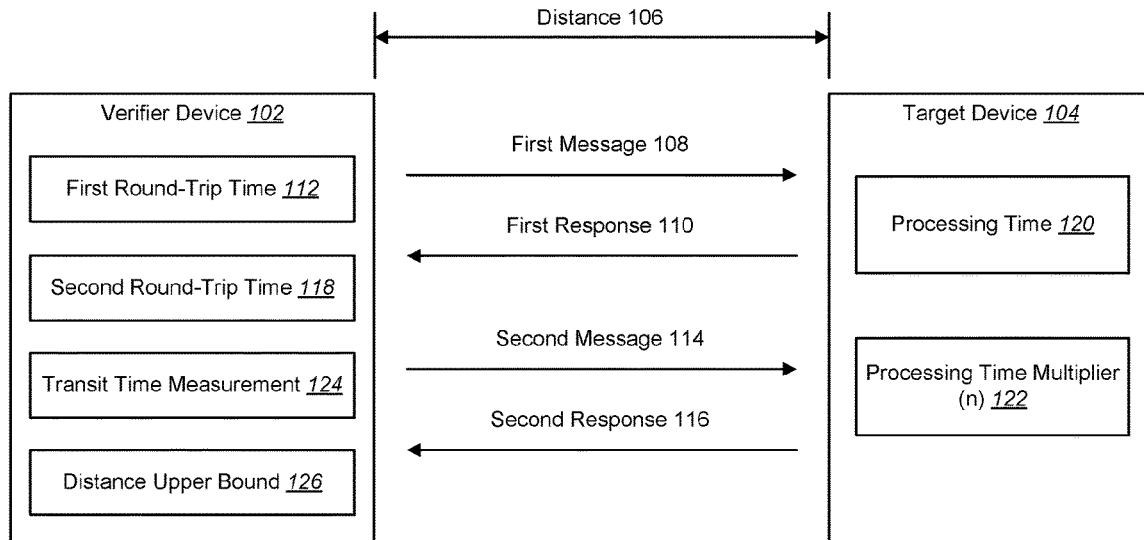 Distance 106
Verifier Device 102
First Round-Trip Time 112
Second Round-Trip Time 118
Transit Time Measurement 124
Distance Upper Bound 126
First Message 108
First Response 110
Second Message 114
Second Response 116
Target Device 104
Processing Time 120
Processing Time Multiplier
(n) 122